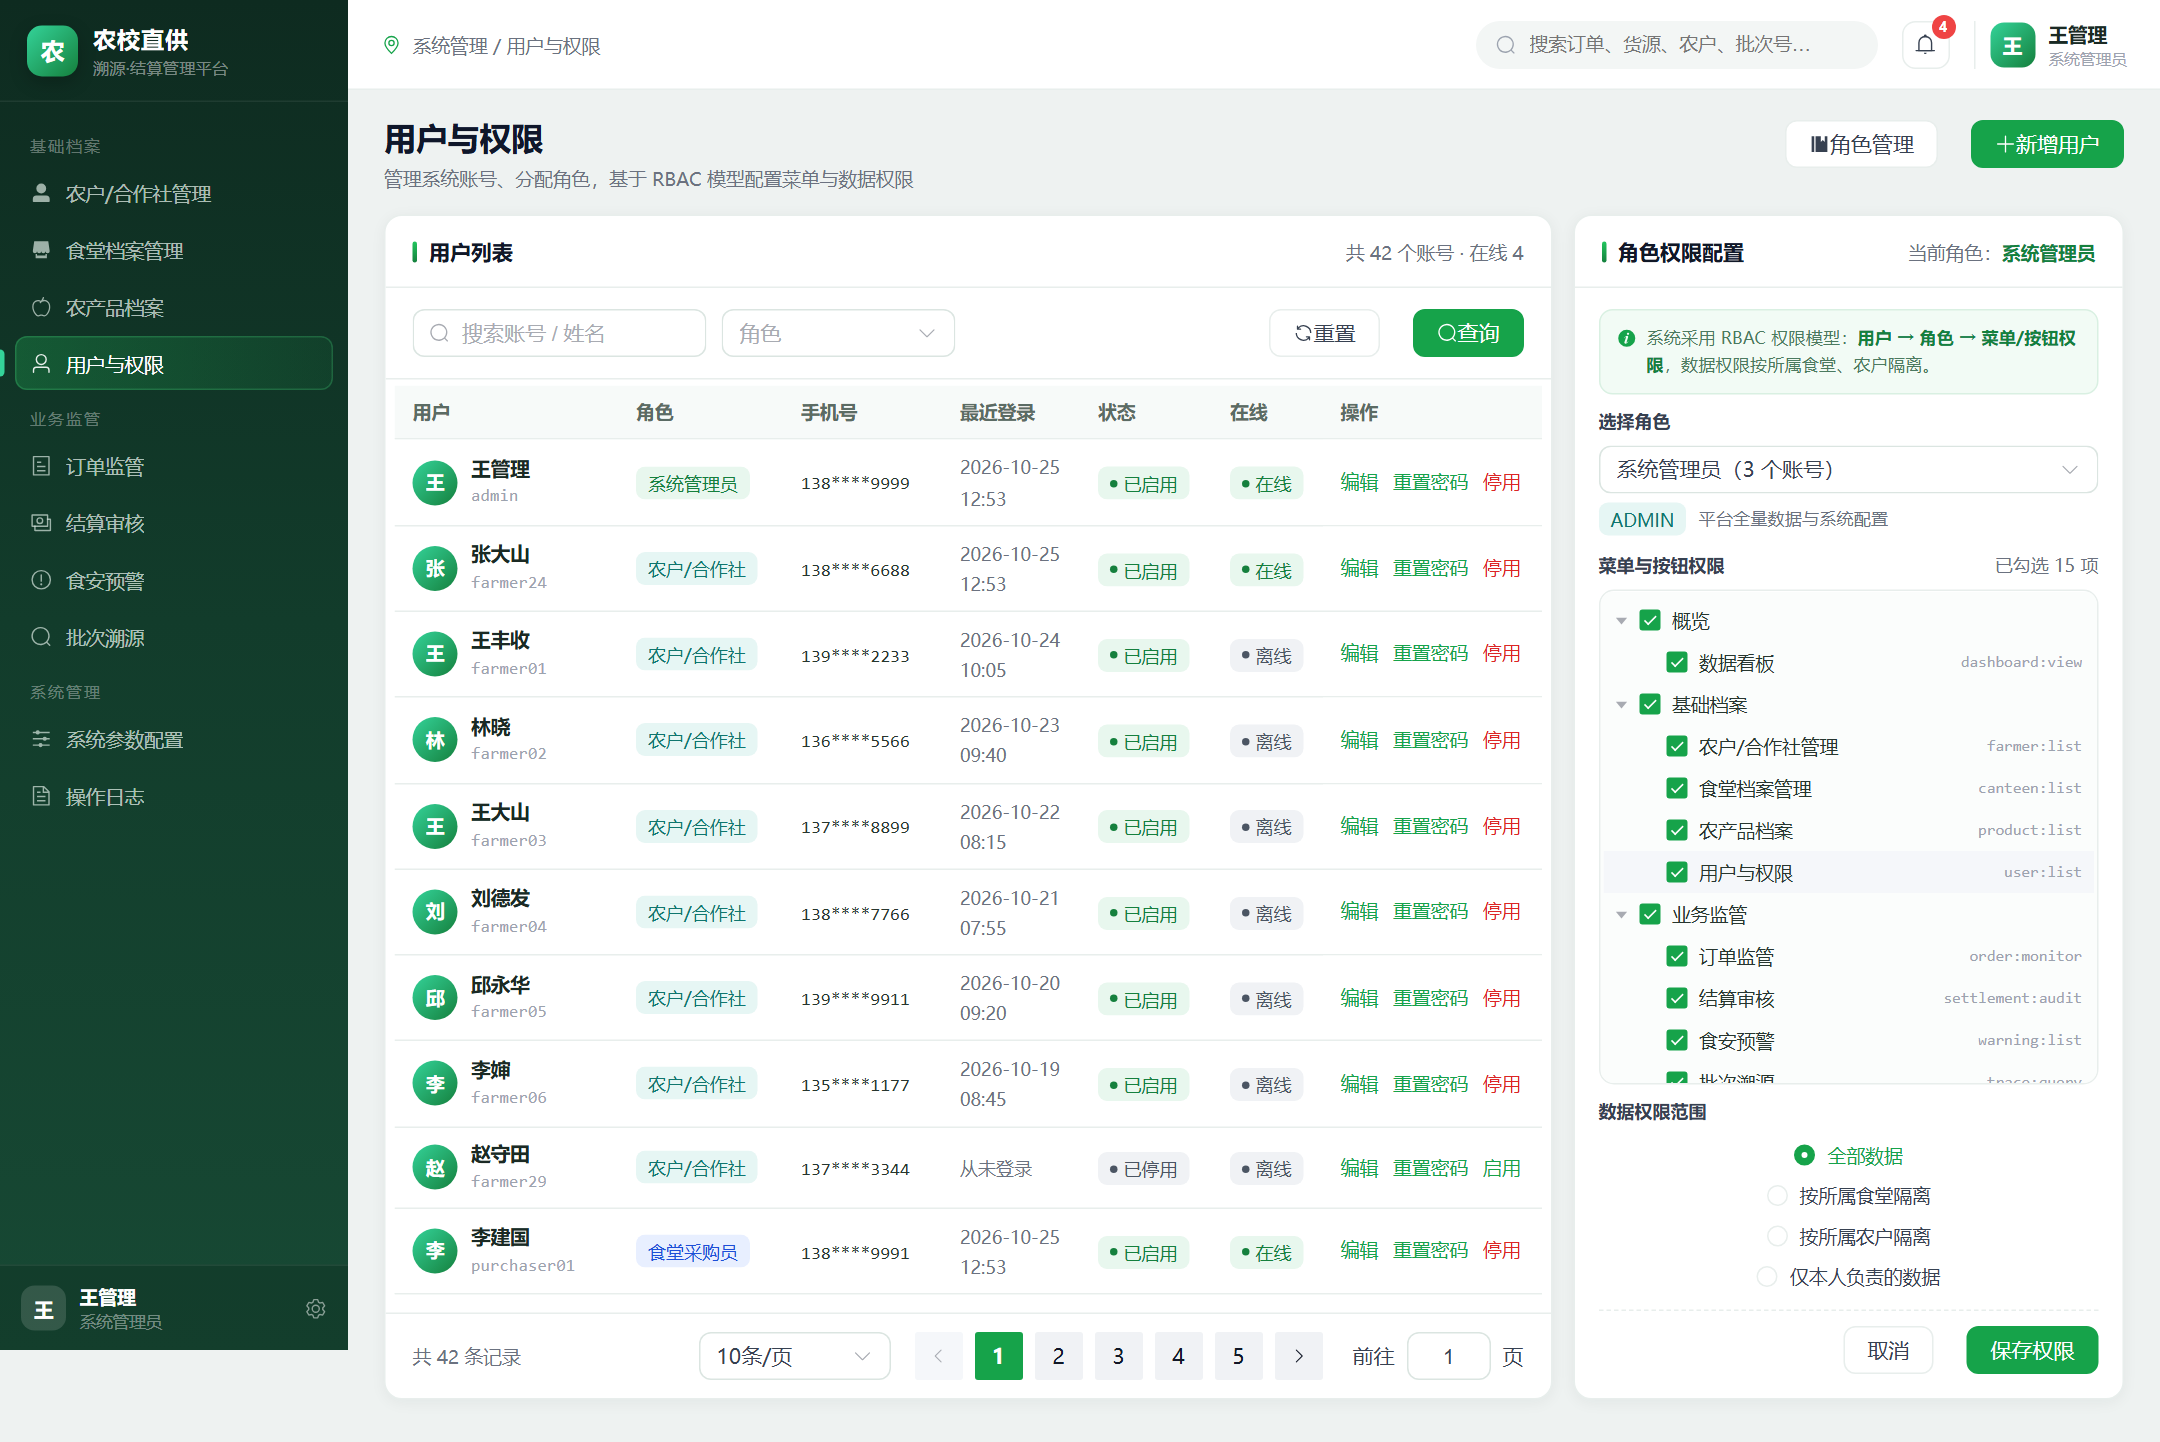 农
农校直供
溯源·结算管理平台
基础档案
农户/合作社管理
食堂档案管理
农产品档案
用户与权限
业务监管
订单监管
结算审核
食安预警
批次溯源
系统管理
系统参数配置
操作日志
王
王管理
系统管理员
系统管理 / 用户与权限
搜索订单、货源、农户、批次号...
4
王
王管理
系统管理员
用户与权限
管理系统账号、分配角色，基于 RBAC 模型配置菜单与数据权限
角色管理
新增用户
用户列表
共 42 个账号 · 在线 4
搜索账号 / 姓名
角色
重置
查询
用户 角色 手机号 最近登录 状态 在线 操作
王 王管理 admin 系统管理员 138****9999 2026-10-25 12:53 已启用 在线 编辑 重置密码 停用
张 张大山 farmer24 农户/合作社 138****6688 2026-10-25 12:53 已启用 在线 编辑 重置密码 停用
王 王丰收 farmer01 农户/合作社 139****2233 2026-10-24 10:05 已启用 离线 编辑 重置密码 停用
林 林晓 farmer02 农户/合作社 136****5566 2026-10-23 09:40 已启用 离线 编辑 重置密码 停用
王 王大山 farmer03 农户/合作社 137****8899 2026-10-22 08:15 已启用 离线 编辑 重置密码 停用
刘 刘德发 farmer04 农户/合作社 138****7766 2026-10-21 07:55 已启用 离线 编辑 重置密码 停用
邱 邱永华 farmer05 农户/合作社 139****9911 2026-10-20 09:20 已启用 离线 编辑 重置密码 停用
李 李婶 farmer06 农户/合作社 135****1177 2026-10-19 08:45 已启用 离线 编辑 重置密码 停用
赵 赵守田 farmer29 农户/合作社 137****3344 从未登录 已停用 离线 编辑 重置密码 启用
李 李建国 purchaser01 食堂采购员 138****9991 2026-10-25 12:53 已启用 在线 编辑 重置密码 停用
共 42 条记录
10条/页
1 2 3 4 5
前往 1 页
角色权限配置
当前角色：系统管理员
系统采用 RBAC 权限模型：用户 → 角色 → 菜单/按钮权
限，数据权限按所属食堂、农户隔离。
选择角色
系统管理员（3 个账号）
ADMIN 平台全量数据与系统配置
菜单与按钮权限 已勾选 15 项
概览
数据看板 dashboard:view
基础档案
农户/合作社管理 farmer:list
食堂档案管理 canteen:list
农产品档案 product:list
用户与权限 user:list
业务监管
订单监管 order:monitor
结算审核 settlement:audit
食安预警 warning:list
批次溯源 trace:query
数据权限范围
全部数据
按所属食堂隔离
按所属农户隔离
仅本人负责的数据
取消
保存权限